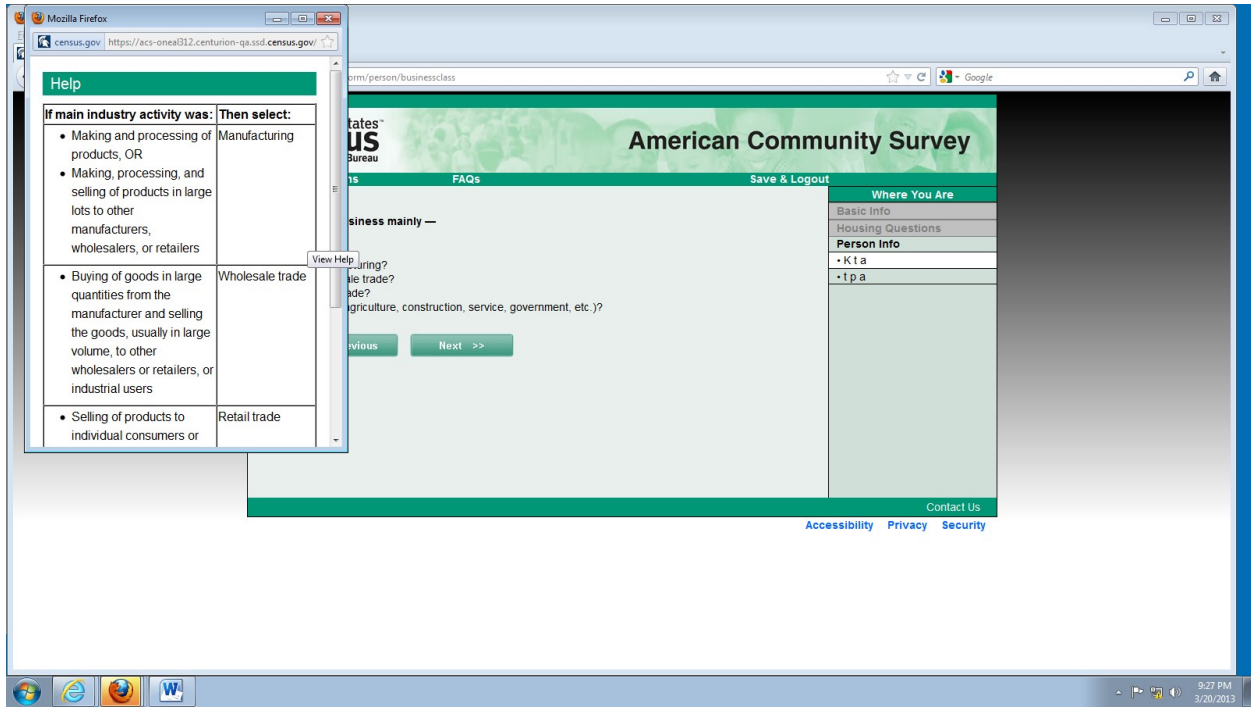 Mozilla Firefox
census.gov https://acs-oneal312.centurion-qa.ssd.census.gov/
Help
If main industry activity was: Then select:
• Making and processing of products, OR Manufacturing
• Making, processing, and
selling of products in large
lots to other
manufacturers,
wholesalers, or retailers
• Buying of goods in large Wholesale trade
quantities from the
manufacturer and selling
the goods, usually in large
volume, to other
wholesalers or retailers, or
industrial users
• Selling of products to Retail trade
individual consumers or
View Help
orm/person/businessclass
Google
tates™
us
Bureau
American Community Survey
ns FAQs Save & Logout
siness mainly —
uring?
ale trade?
ade?
griculture, construction, service, government, etc.)?
evious Next >>
Where You Are
Basic Info
Housing Questions
Person Info
• K t a
• t p a
Contact Us
Accessibility Privacy Security
9:27 PM
3/20/2013